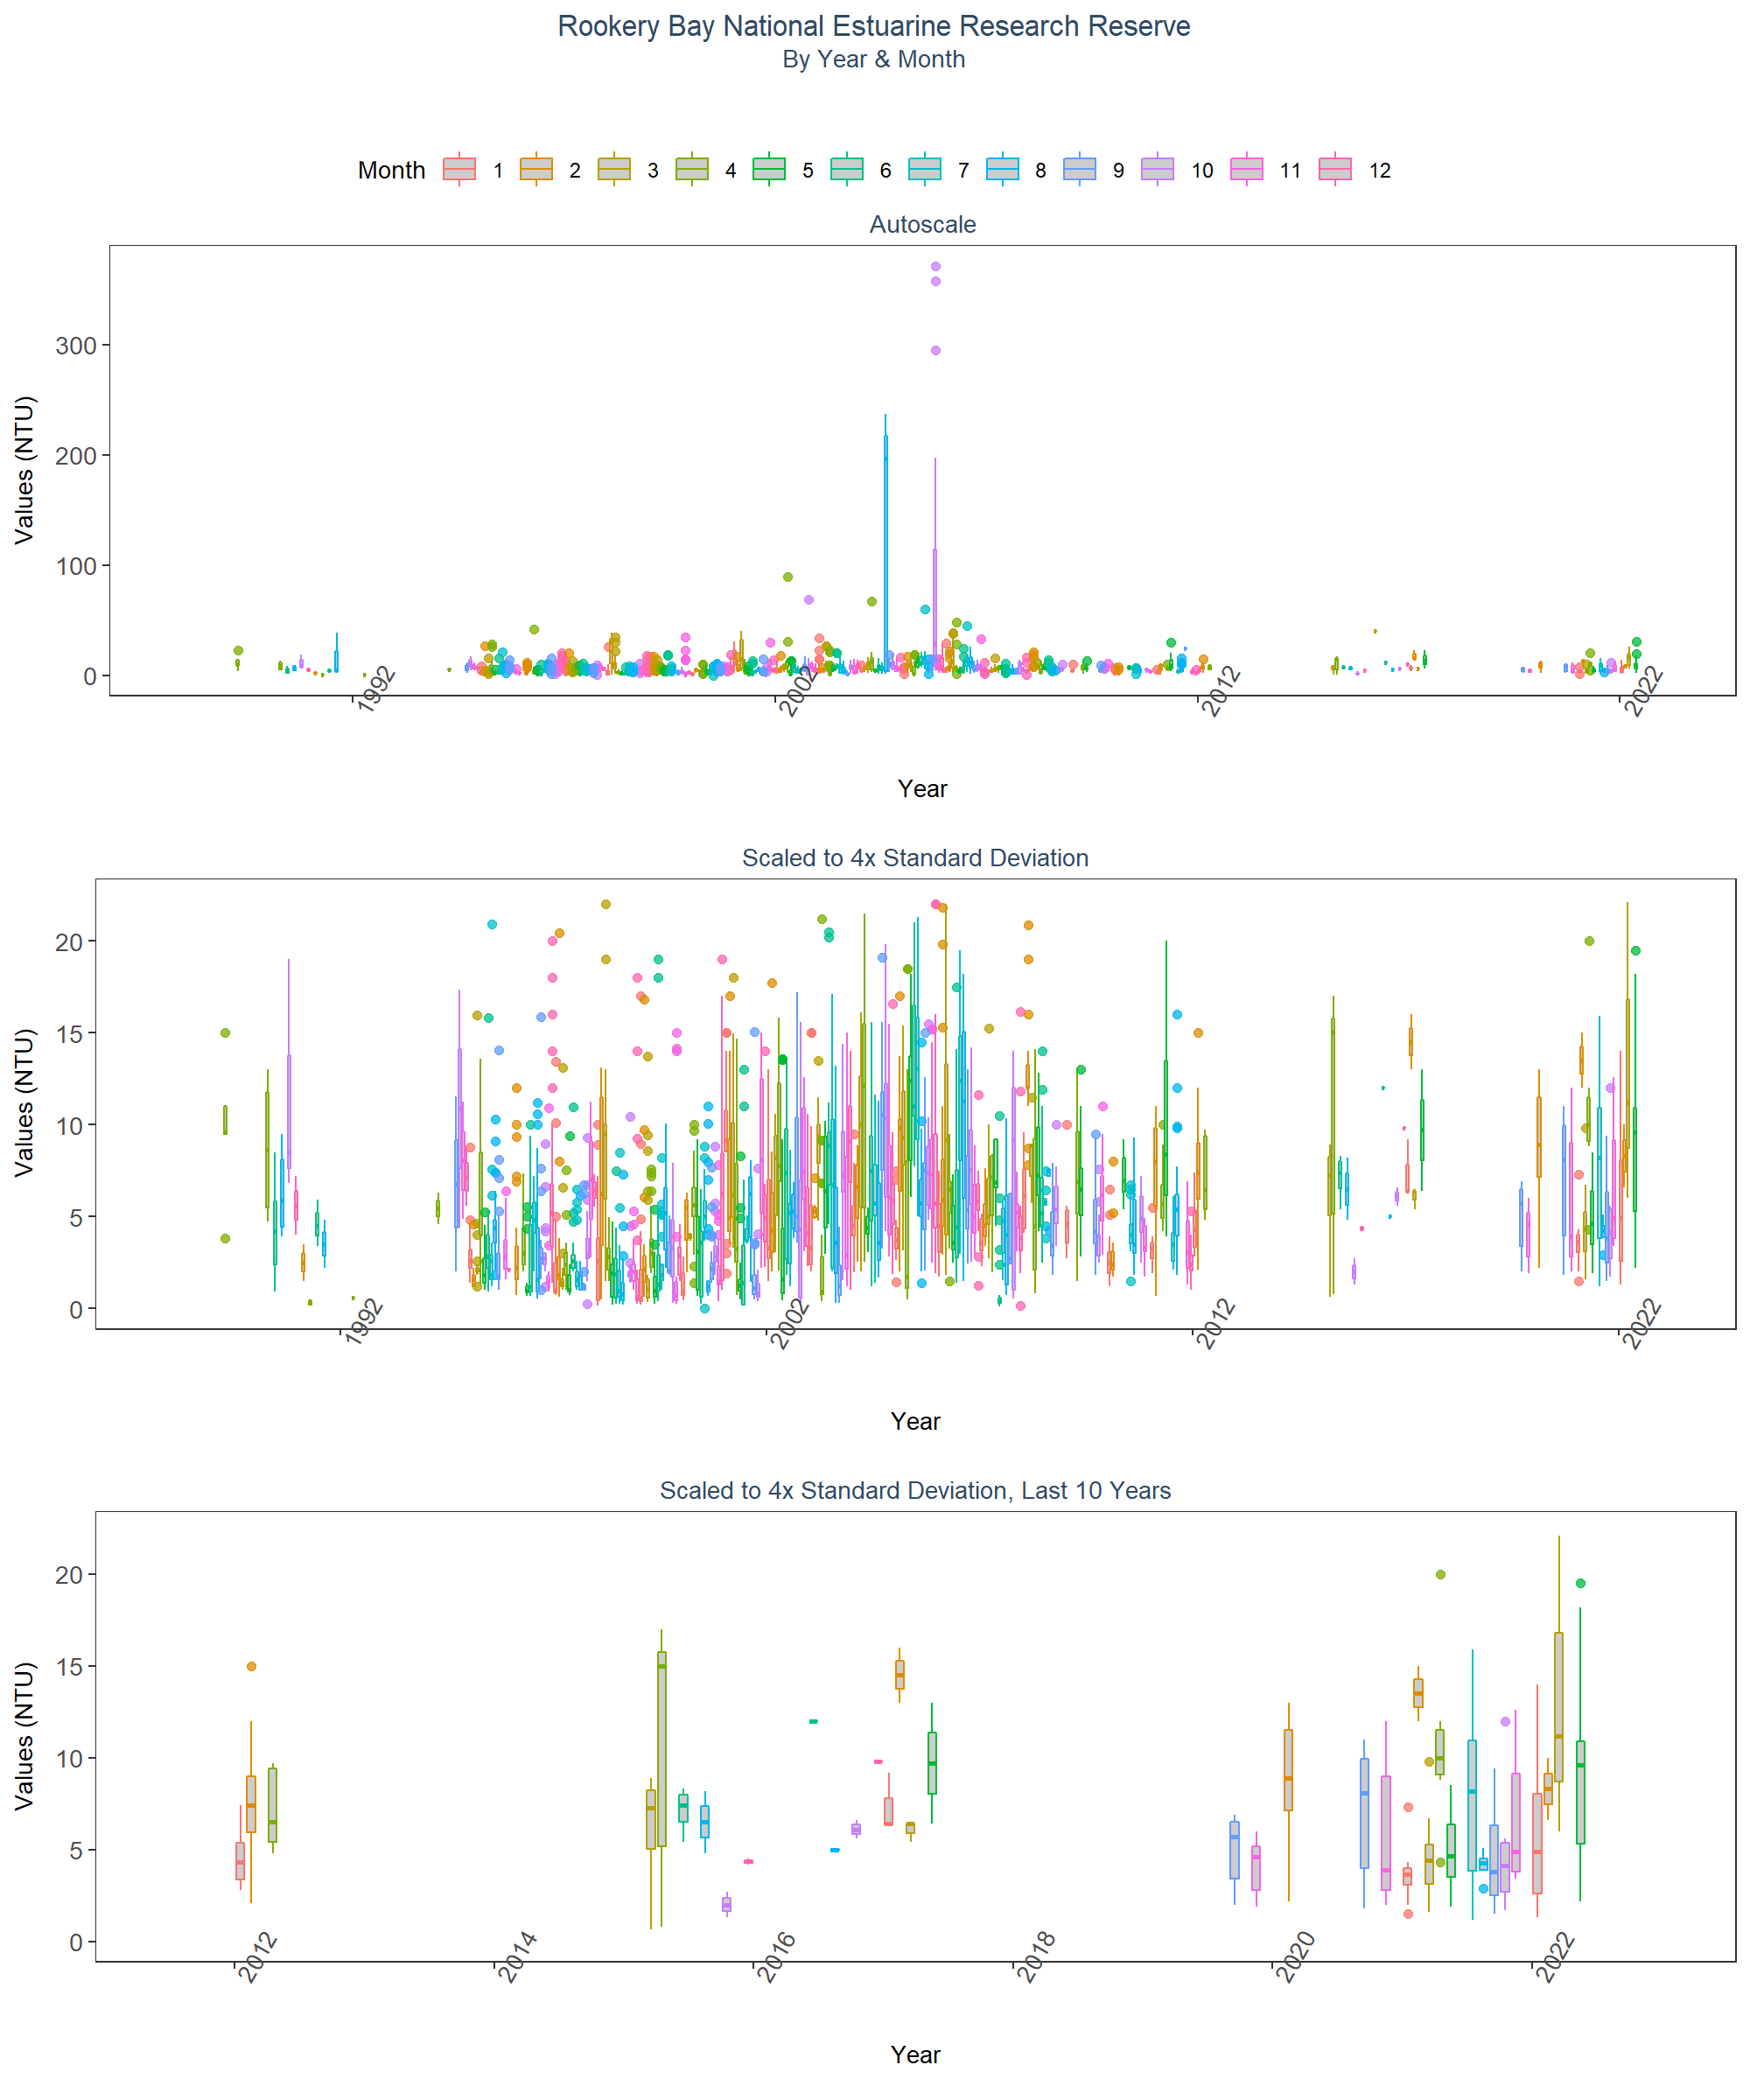 Rookery Bay National Estuarine Research Reserve
By Year & Month
Month 1 2 3 4 5 6 7 8 9 10 11 12
Autoscale
Values (NTU)
300
200
100
0
1992 2002 2012 2022
Year
Scaled to 4x Standard Deviation
Values (NTU)
20
15
10
5
0
1992 2002 2012 2022
Year
Scaled to 4x Standard Deviation, Last 10 Years
Values (NTU)
20
15
10
5
0
2012 2014 2016 2018 2020 2022
Year